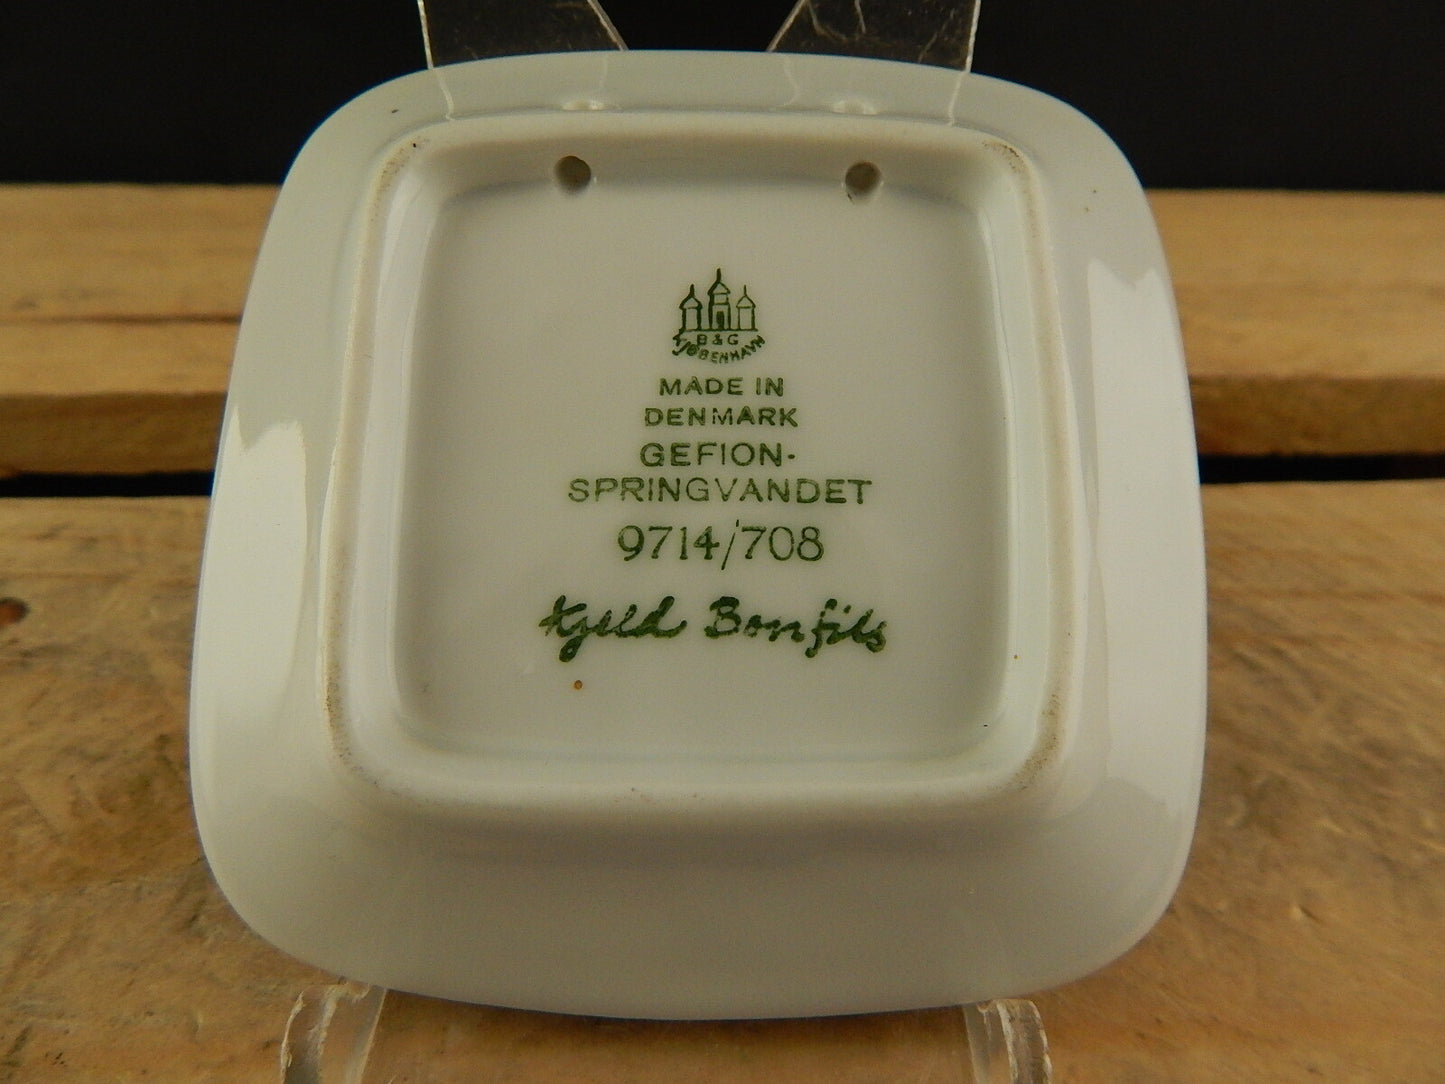 B&G
KJØBENHAVN
MADE IN
DENMARK
GEFION-
SPRINGVANDET
9714/708
Kjeld Bonfils